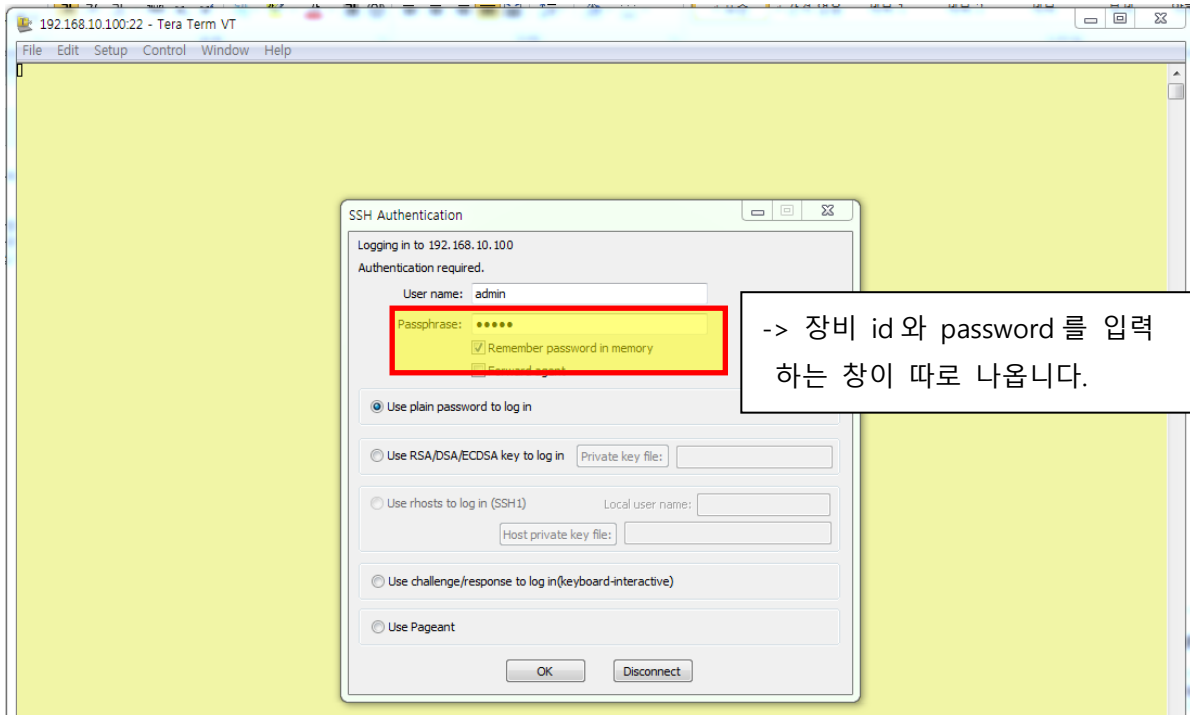 192.168.10.100:22 - Tera Term VT
File Edit Setup Control Window Help
SSH Authentication
Logging in to 192.168.10.100
Authentication required.
User name: admin
Passphrase: •••••
Remember password in memory
Forward agent
-> 장비 id 와 password 를 입력
하는 창이 따로 나옵니다.
Use plain password to log in
Use RSA/DSA/ECDSA key to log in Private key file:
Use rhosts to log in (SSH1) Local user name:
Host private key file:
Use challenge/response to log in(keyboard-interactive)
Use Pageant
OK Disconnect